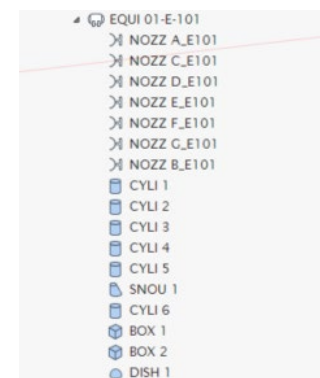 EQUI 01-E-101
NOZZ A_E101
NOZZ C_E101
NOZZ D_E101
NOZZ E_E101
NOZZ F_E101
NOZZ G_E101
NOZZ B_E101
CYLI 1
CYLI 2
CYLI 3
CYLI 4
CYLI 5
SNOU 1
CYLI 6
BOX 1
BOX 2
DISH 1